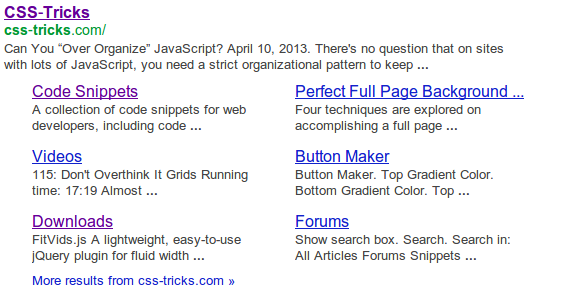 CSS-Tricks
css-tricks.com/
Can You “Over Organize” JavaScript? April 10, 2013. There's no question that on sites
with lots of JavaScript, you need a strict organizational pattern to keep ...
Code Snippets
A collection of code snippets for web
developers, including code ...
Perfect Full Page Background ...
Four techniques are explored on
accomplishing a full page ...
Videos
115: Don't Overthink It Grids Running
time: 17:19 Almost ...
Button Maker
Button Maker. Top Gradient Color.
Bottom Gradient Color. Top ...
Downloads
FitVids.js A lightweight, easy-to-use
jQuery plugin for fluid width ...
Forums
Show search box. Search. Search in:
All Articles Forums Snippets ...
More results from css-tricks.com »